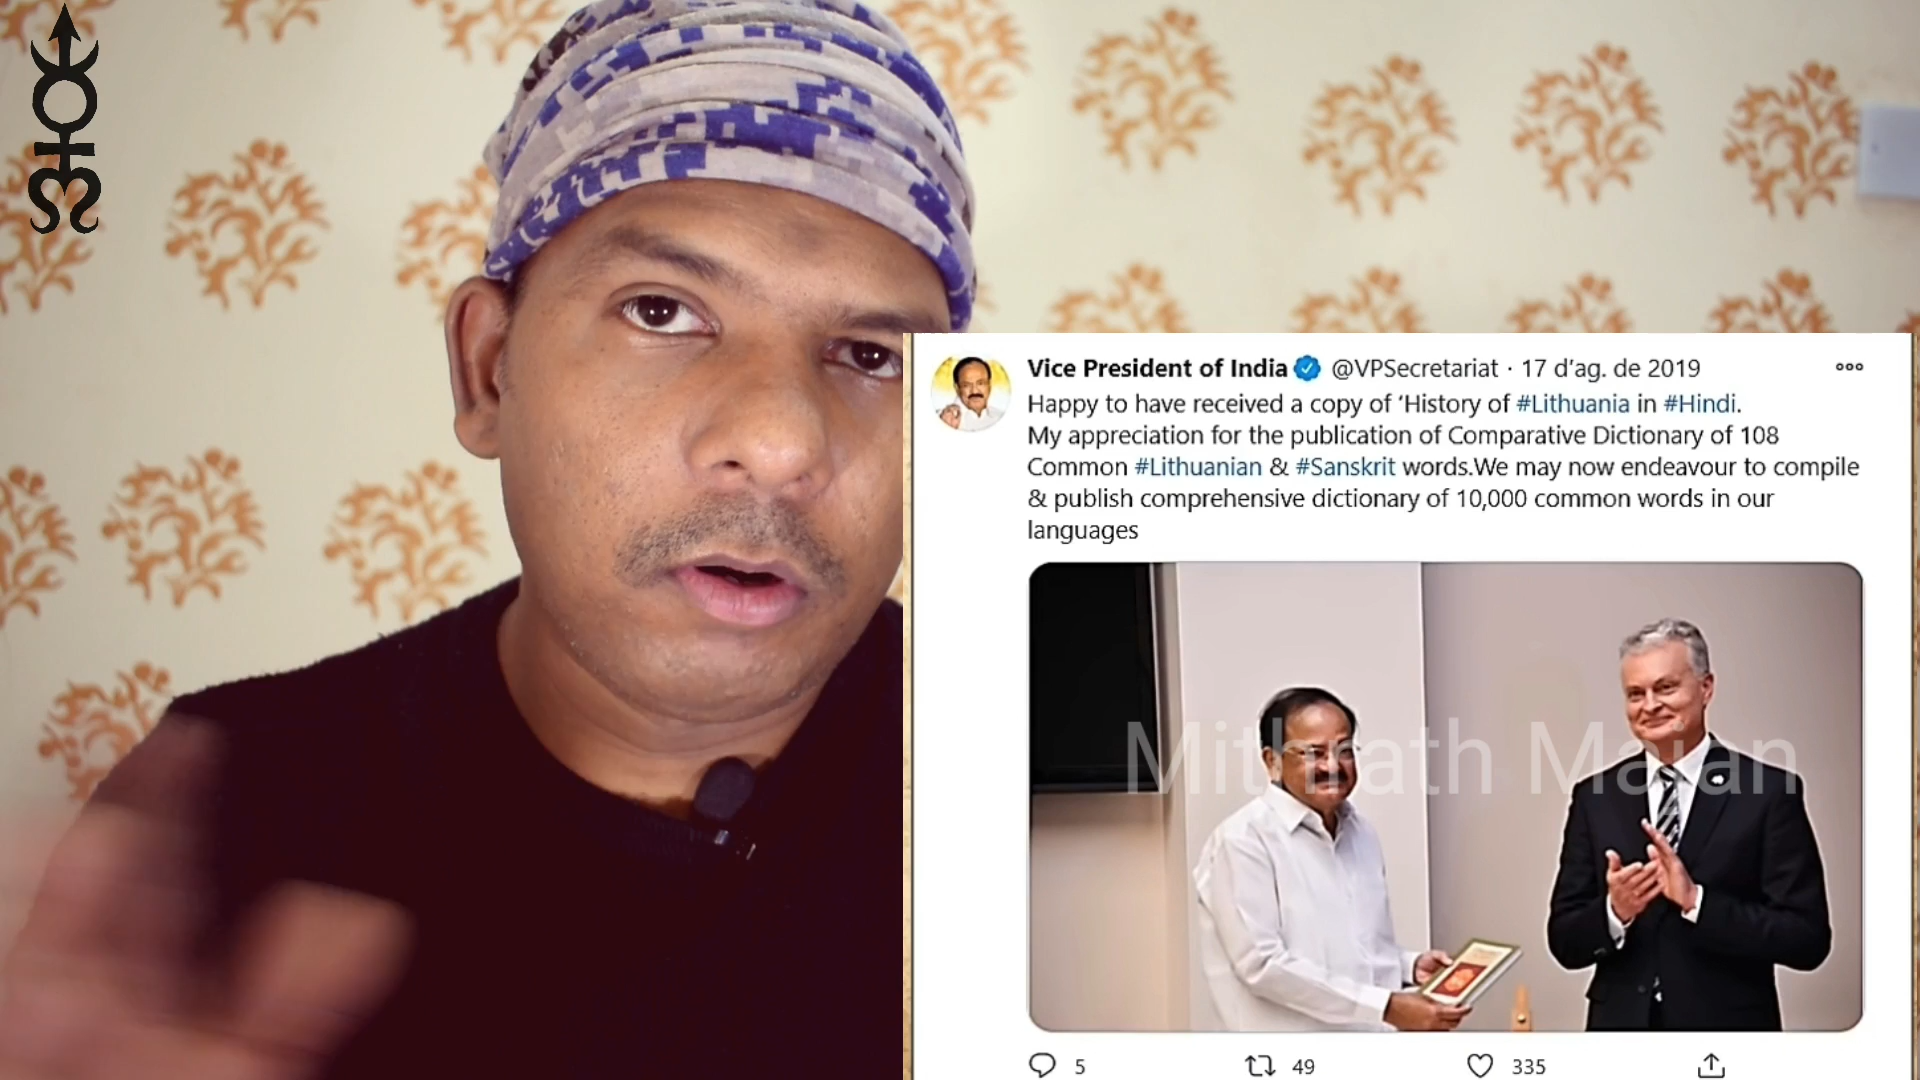 Vice President of India @VPSecretariat · 17 d'ag. de 2019
Happy to have received a copy of 'History of #Lithuania in #Hindi.
My appreciation for the publication of Comparative Dictionary of 108
Common #Lithuanian & #Sanskrit words.We may now endeavour to compile
& publish comprehensive dictionary of 10,000 common words in our
languages
Mithrath Maian
5 49 335